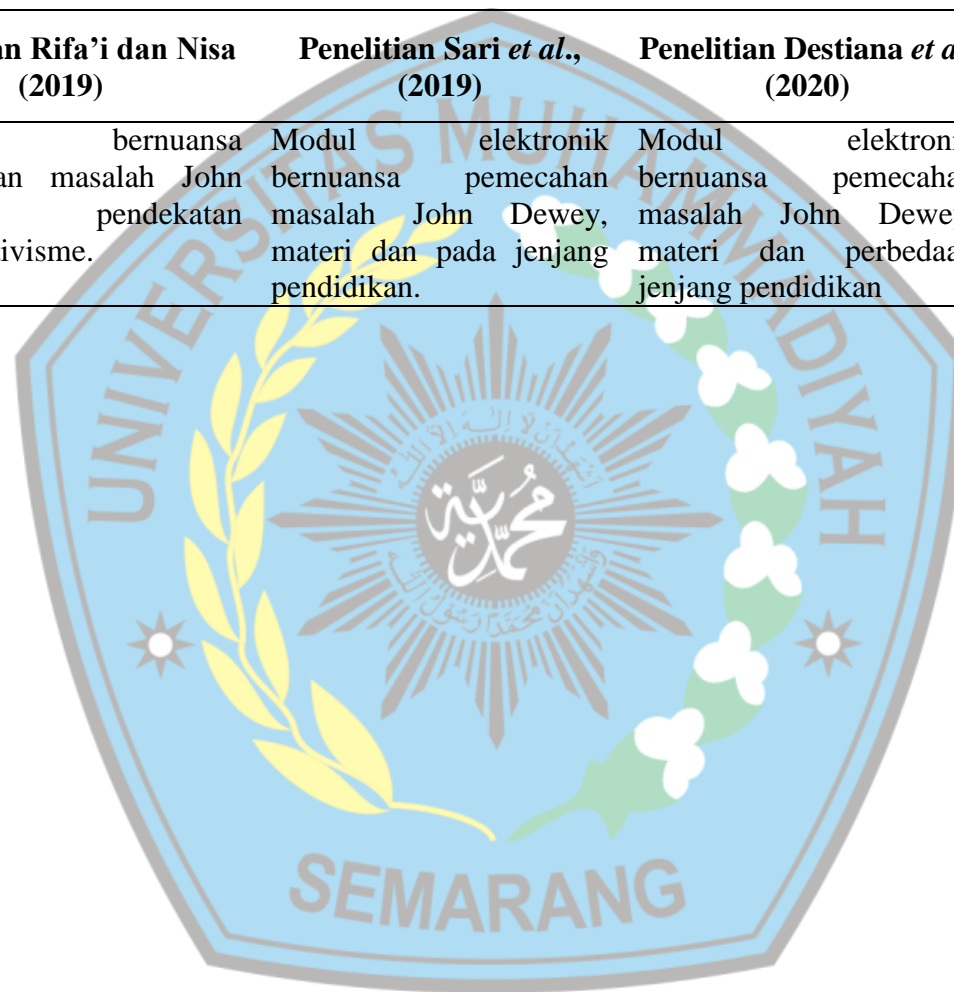 an Rifa’i dan Nisa
(2019)
Penelitian Sari et al.,
(2019)
Penelitian Destiana et a
(2020)
bernuansa
an masalah John
pendekatan
ivisme.
Modul elektronik
bernuansa pemecahan
masalah John Dewey,
materi dan pada jenjang
pendidikan.
Modul elektroni
bernuansa pemecaha
masalah John Dewe
materi dan perbedaa
jenjang pendidikan
UNIVERSITAS MUHAMMADIYAH
SEMARANG
محمدية